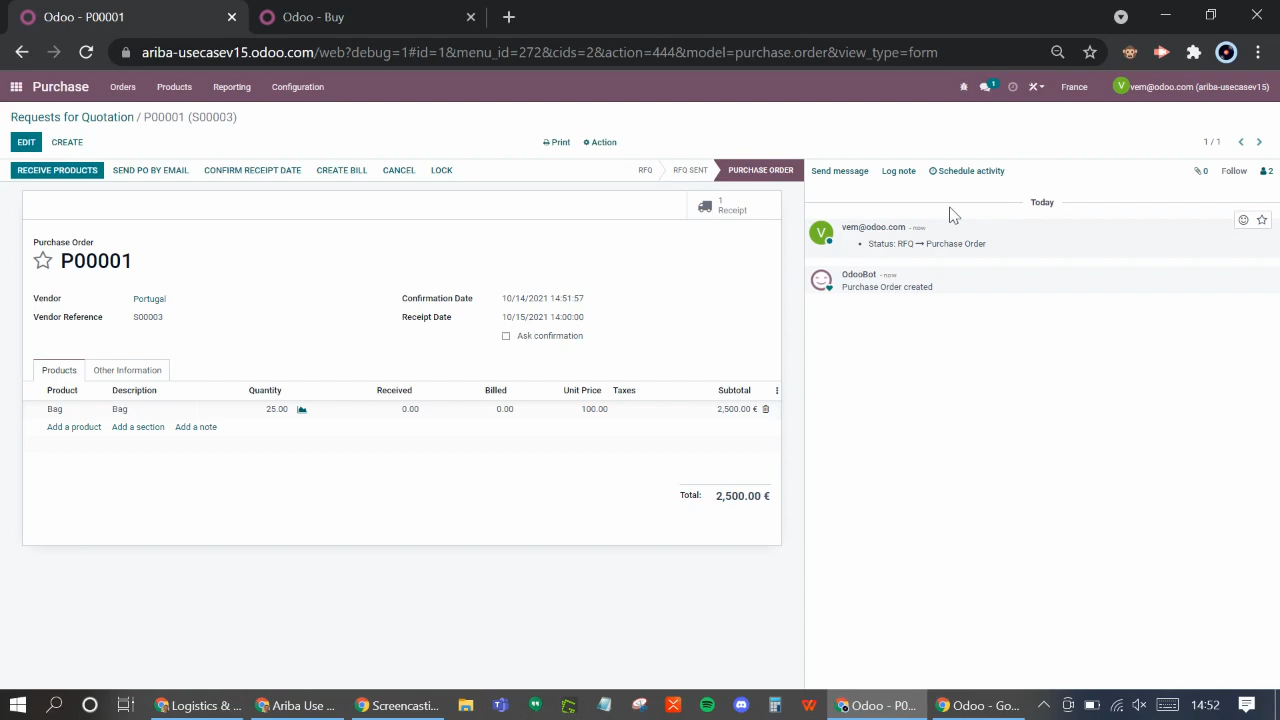 Odoo - P00001
Odoo - Buy
ariba-usecasev15.odoo.com/web?debug=1#id=1&menu_id=272&cids=2&action=444&model=purchase.order&view_type=form
Purchase Orders Products Reporting Configuration 1 France V vem@odoo.com (ariba-usecasev15)
Requests for Quotation / P00001 (S00003)
EDIT CREATE Print Action 1 / 1
RECEIVE PRODUCTS SEND PO BY EMAIL CONFIRM RECEIPT DATE CREATE BILL CANCEL LOCK RFQ RFQ SENT PURCHASE ORDER
Send message Log note Schedule activity 0 Follow 2
1
Receipt
Today
V vem@odoo.com - now
Status: RFQ → Purchase Order
OdooBot - now
Purchase Order created
Purchase Order
P00001
Vendor Portugal Confirmation Date 10/14/2021 14:51:57
Vendor Reference S00003 Receipt Date 10/15/2021 14:00:00
Ask confirmation
Products Other Information
Product Description Quantity Received Billed Unit Price Taxes Subtotal
Bag Bag 25.00 0.00 0.00 100.00 2,500.00 €
Add a product Add a section Add a note
Total: 2,500.00 €
Logistics & ... Ariba Use ... Screencasti... Odoo - P0... Odoo - Go... 14:52